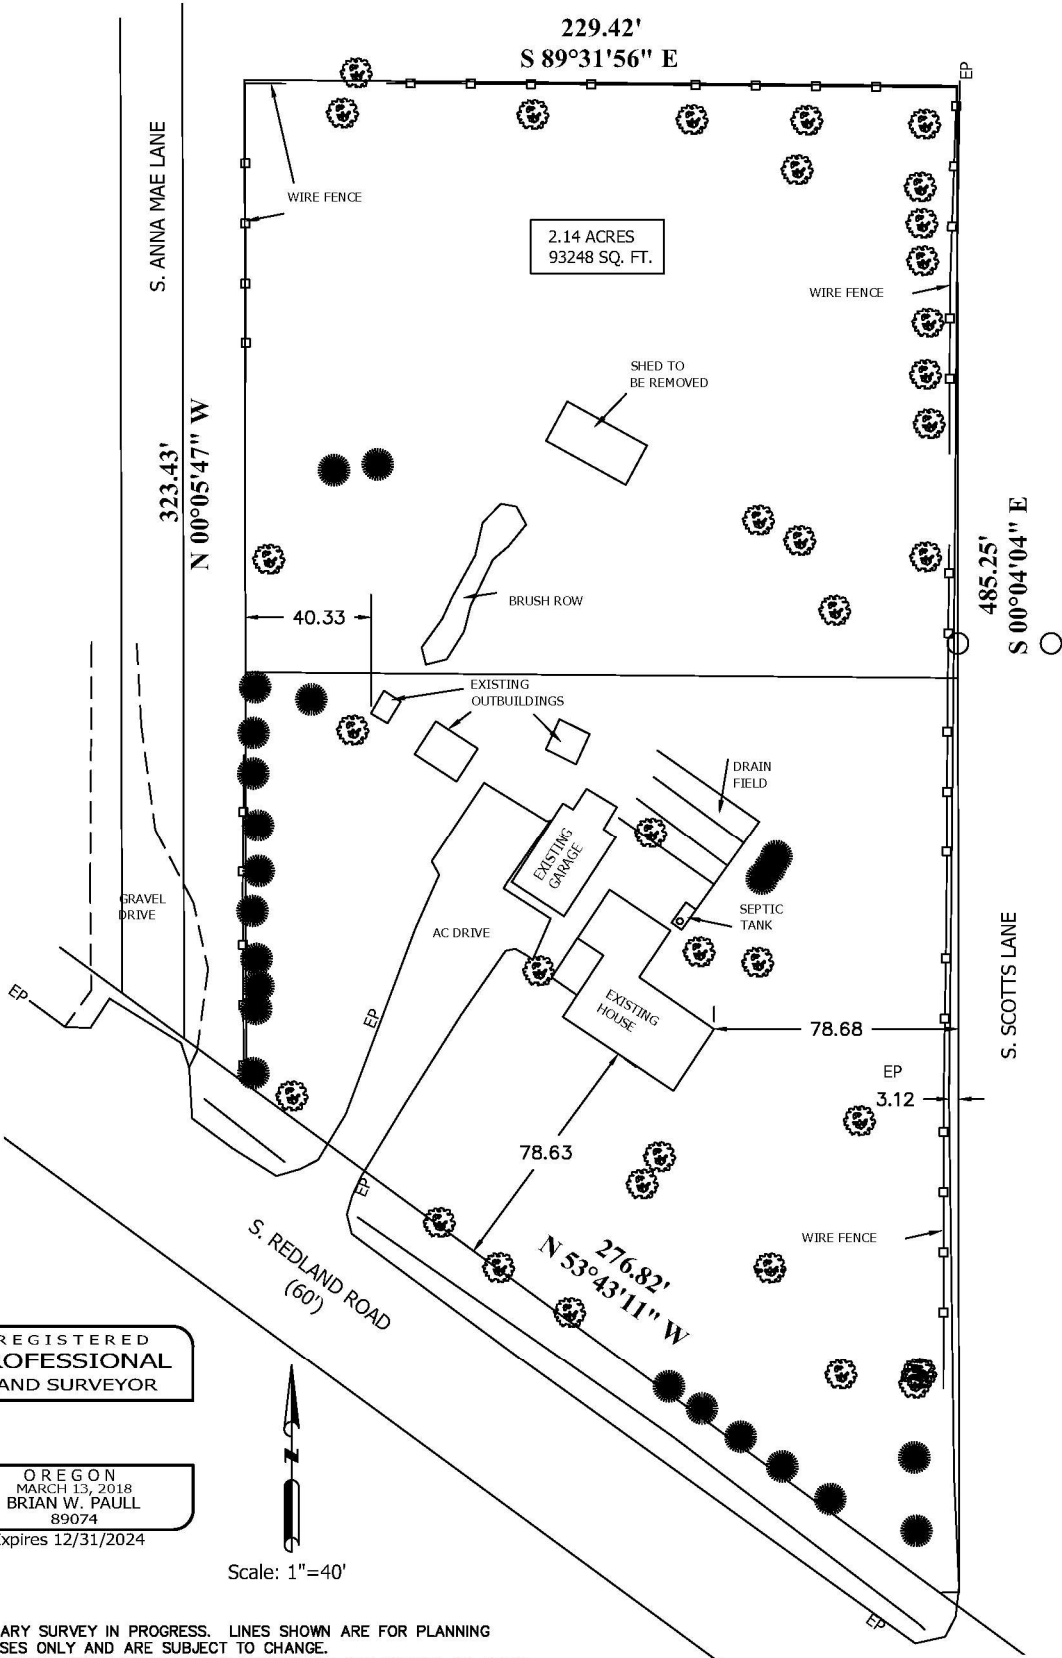 229.42'
S 89°31'56" E
EP
S. ANNA MAE LANE
WIRE FENCE
2.14 ACRES
93248 SQ. FT.
WIRE FENCE
SHED TO
BE REMOVED
323.43'
N 00°05'47" W
485.25'
S 00°04'04" E
BRUSH ROW
40.33
EXISTING
OUTBUILDINGS
DRAIN
FIELD
EXISTING
GARAGE
GRAVEL
DRIVE
SEPTIC
TANK
AC DRIVE
EP
EP
EXISTING
HOUSE
78.68
S. SCOTTS LANE
EP
3.12
78.63
EP
S. REDLAND ROAD
(60')
276.82'
N 53°43'11" W
WIRE FENCE
REGISTERED
OFESSIONAL
AND SURVEYOR
N
OREGON
MARCH 13, 2018
BRIAN W. PAULL
89074
xpires 12/31/2024
Scale: 1"=40'
EP
ARY SURVEY IN PROGRESS. LINES SHOWN ARE FOR PLANNING
SES ONLY AND ARE SUBJECT TO CHANGE.